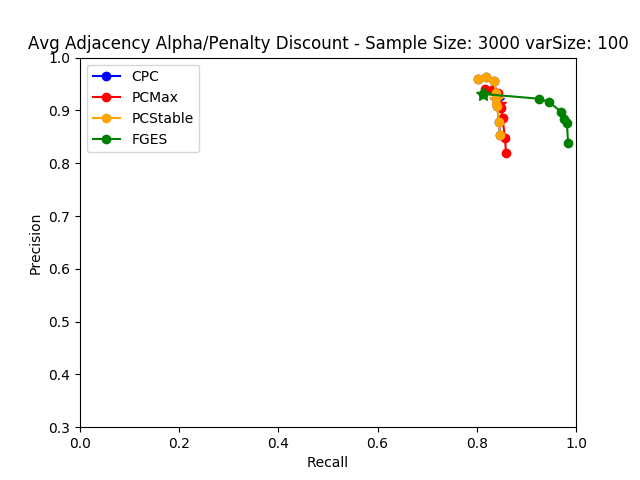 Avg Adjacency Alpha/Penalty Discount - Sample Size: 3000 varSize: 100
1.0
0.9
0.8
0.7
0.6
0.5
0.4
0.3
Precision
CPC
PCMax
PCStable
FGES
0.0 0.2 0.4 0.6 0.8 1.0
Recall